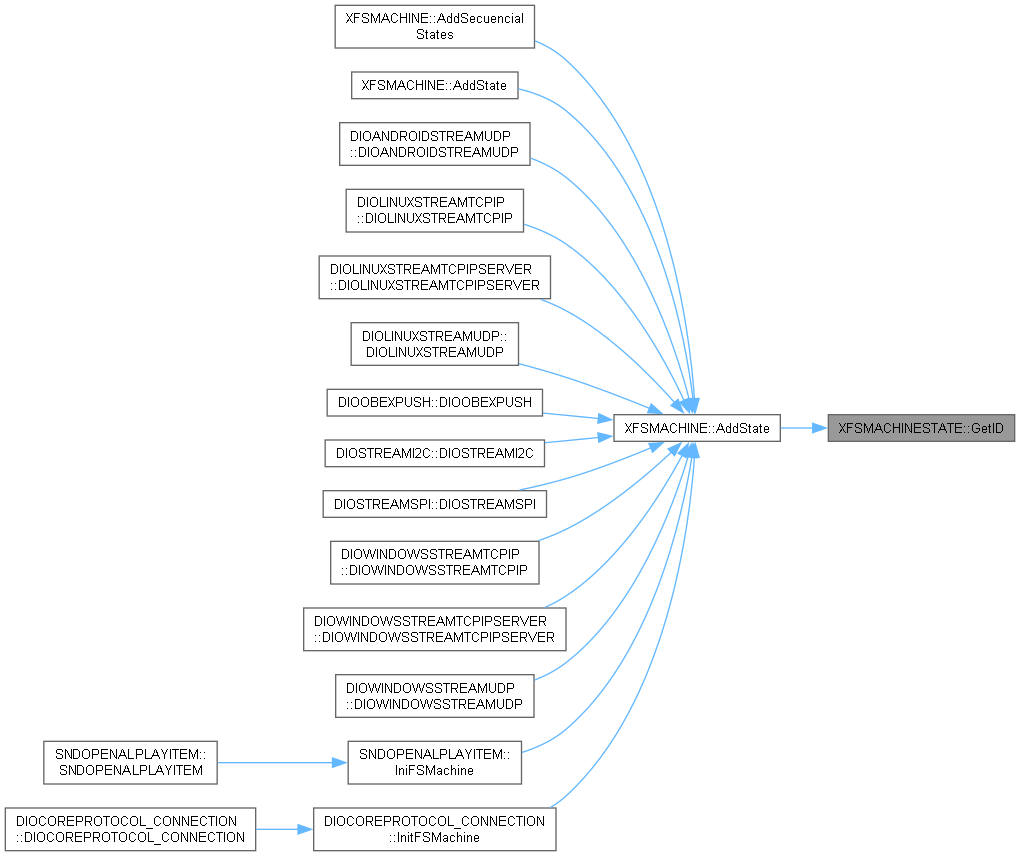 XFSMACHINE::AddSecuencial
States
XFSMACHINE::AddState
DIOANDROIDSTREAMUDP
::DIOANDROIDSTREAMUDP
DIOLINUXSTREAMTCPIP
::DIOLINUXSTREAMTCPIP
DIOLINUXSTREAMTCPIPSERVER
::DIOLINUXSTREAMTCPIPSERVER
DIOLINUXSTREAMUDP::
DIOLINUXSTREAMUDP
DIOOBEXPUSH::DIOOBEXPUSH
XFSMACHINE::AddState
XFSMACHINESTATE::GetID
DIOSTREAMI2C::DIOSTREAMI2C
DIOSTREAMSPI::DIOSTREAMSPI
DIOWINDOWSSTREAMTCPIP
::DIOWINDOWSSTREAMTCPIP
DIOWINDOWSSTREAMTCPIPSERVER
::DIOWINDOWSSTREAMTCPIPSERVER
DIOWINDOWSSTREAMUDP
::DIOWINDOWSSTREAMUDP
SNDOPENALPLAYITEM::
SNDOPENALPLAYITEM
SNDOPENALPLAYITEM::
IniFSMachine
DIOCOREPROTOCOL_CONNECTION
::DIOCOREPROTOCOL_CONNECTION
DIOCOREPROTOCOL_CONNECTION
::InitFSMachine